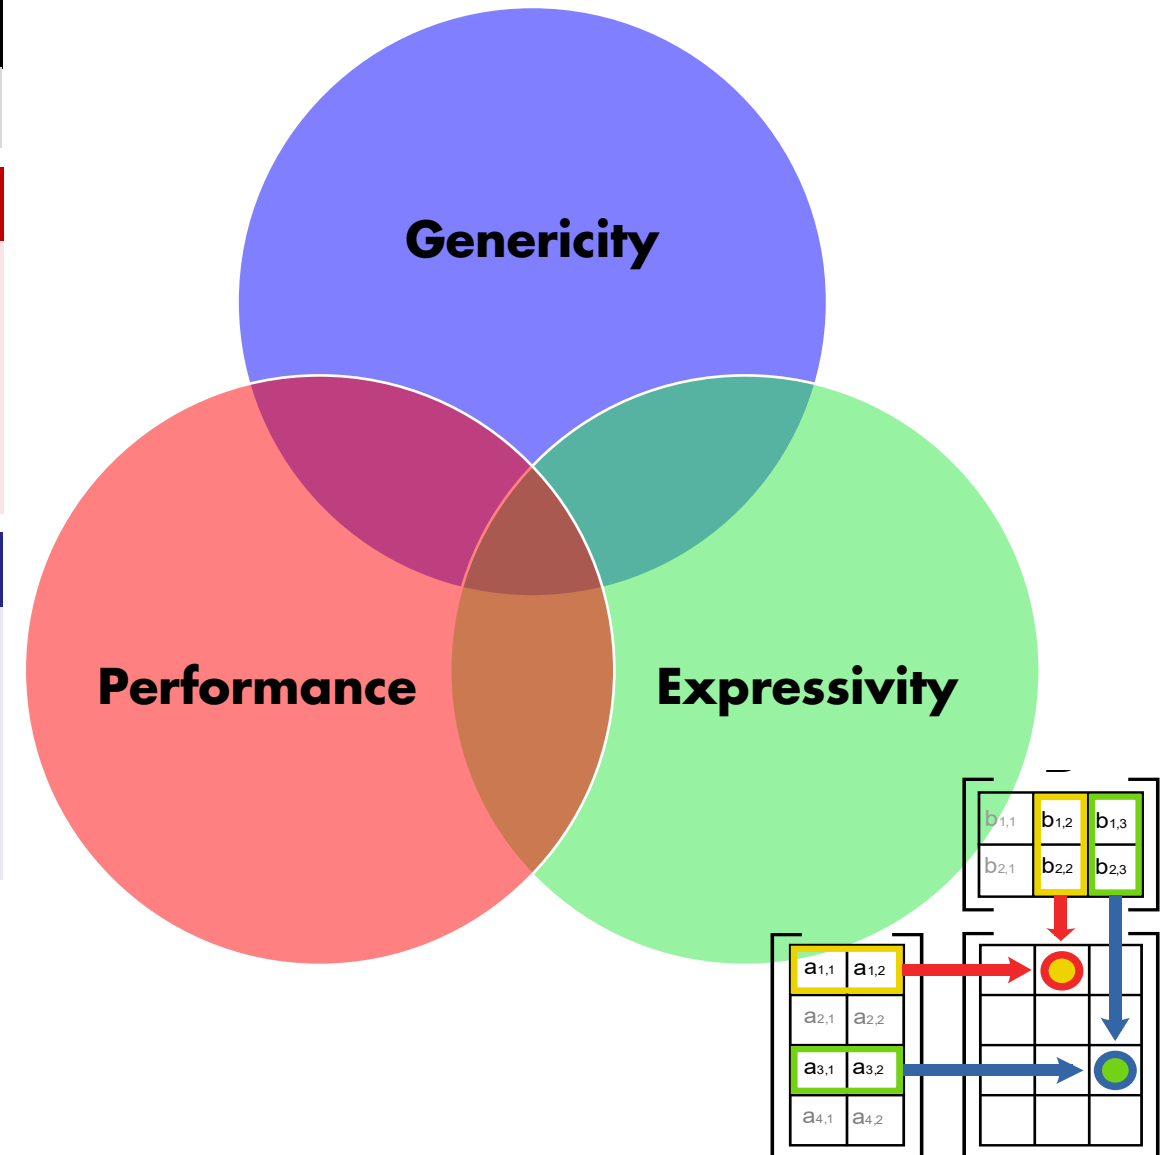 Genericity
Performance
Expressivity
b1,1 b1,2 b1,3
b2,1 b2,2 b2,3
a1,1 a1,2
a2,1 a2,2
a3,1 a3,2
a4,1 a4,2